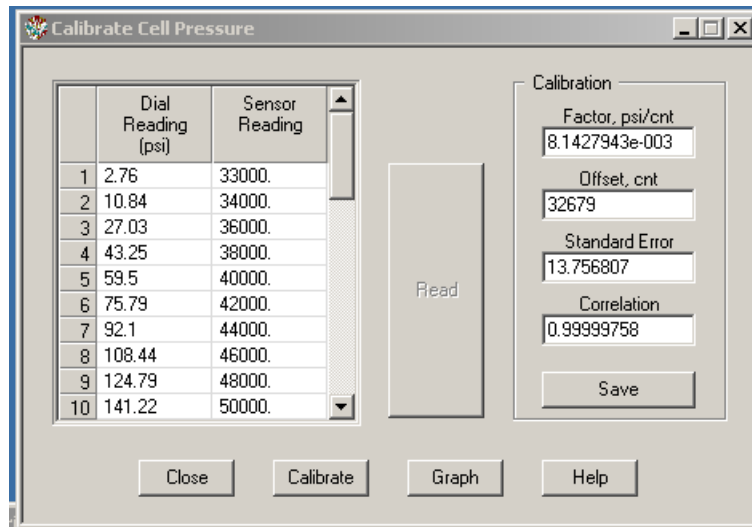 Calibrate Cell Pressure
Dial
Reading
(psi)
Sensor
Reading
1 2.76 33000.
2 10.84 34000.
3 27.03 36000.
4 43.25 38000.
5 59.5 40000.
6 75.79 42000.
7 92.1 44000.
8 108.44 46000.
9 124.79 48000.
10 141.22 50000.
Read
Calibration
Factor, psi/cnt
8.1427943e-003
Offset, cnt
32679
Standard Error
13.756807
Correlation
0.99999758
Save
Close Calibrate Graph Help